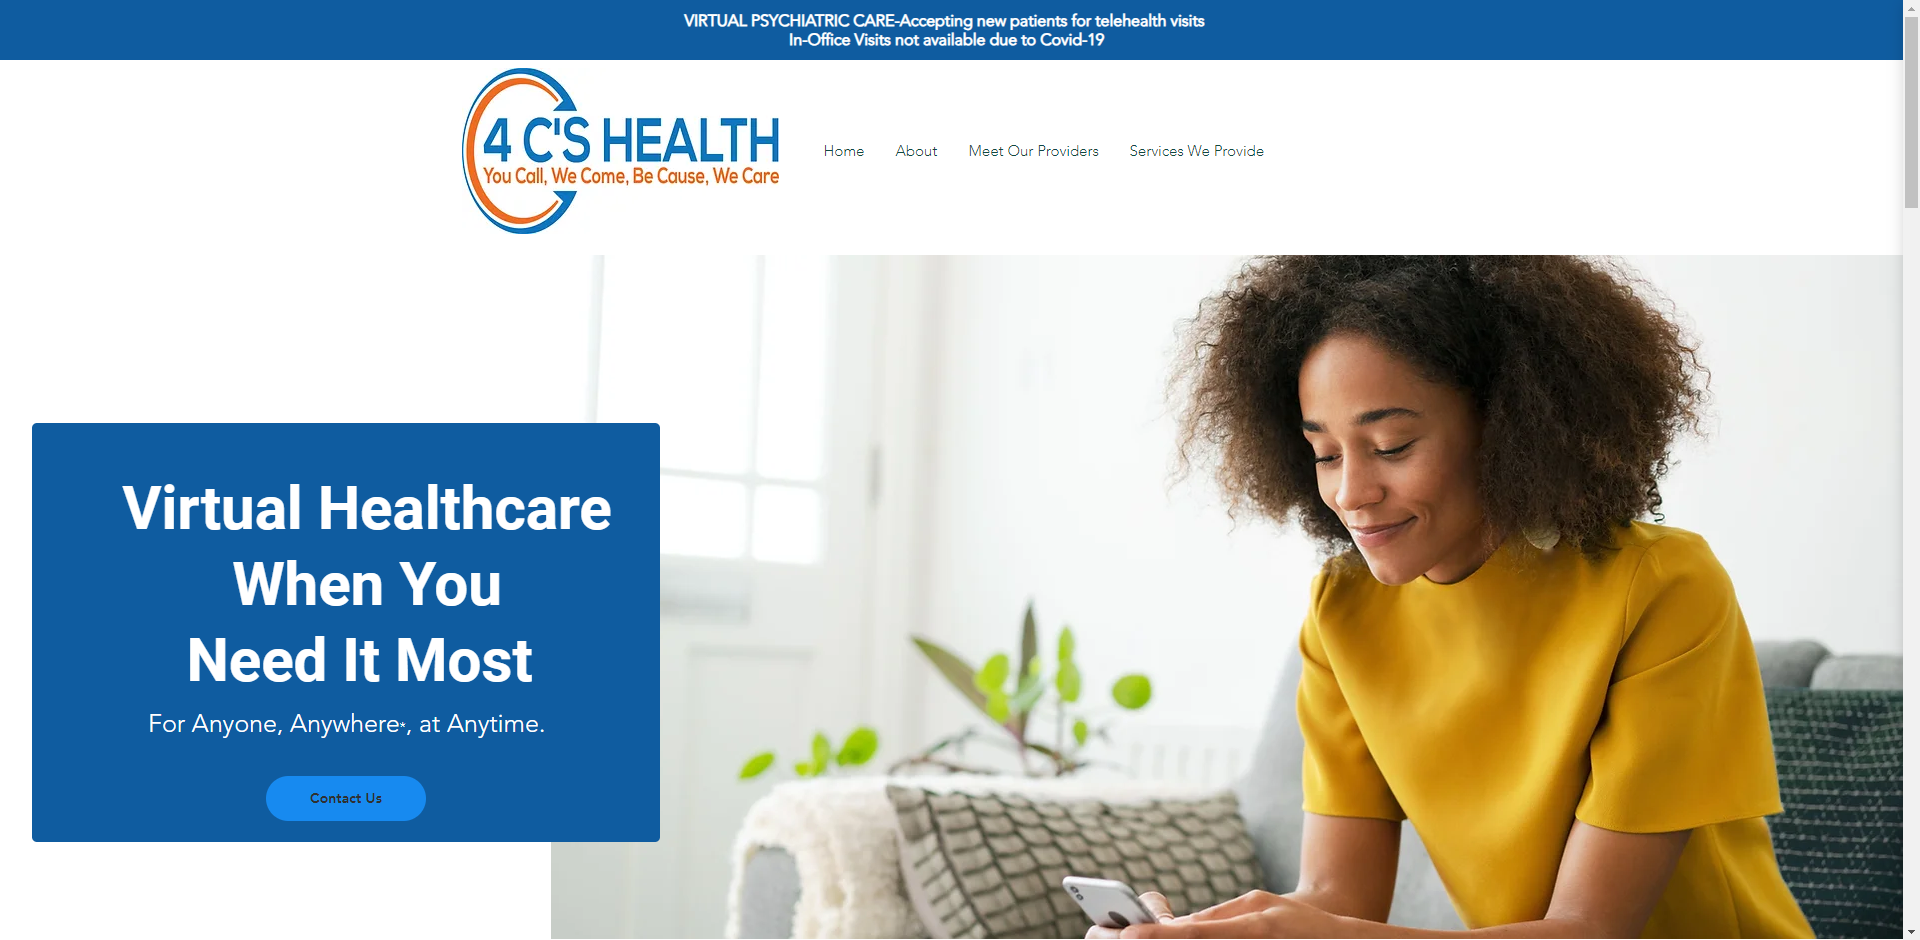 VIRTUAL PSYCHIATRIC CARE-Accepting new patients for telehealth visits
In-Office Visits not available due to Covid-19
4 C'S HEALTH
You Call, We Come, Be Cause, We Care
Home
About
Meet Our Providers
Services We Provide
Virtual Healthcare
When You
Need It Most
For Anyone, Anywhere*, at Anytime.
Contact Us